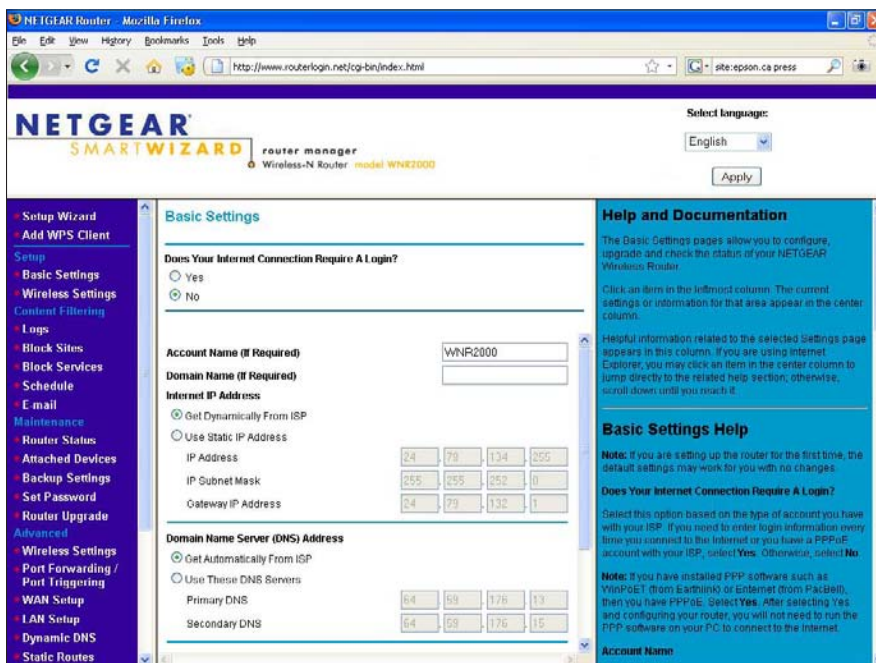 NETGEAR Router - Mozilla Firefox
File Edit View History Bookmarks Tools Help
http://www.routerlogin.net/cgi-bin/index.html
site:epson.ca press
NETGEAR
SMARTWIZARD
router manager
Wireless-N Router model WNR2000
Select language:
English
Apply
Setup Wizard
Add WPS Client
Setup
Basic Settings
Wireless Settings
Content Filtering
Logs
Block Sites
Block Services
Schedule
E-mail
Maintenance
Router Status
Attached Devices
Backup Settings
Set Password
Router Upgrade
Advanced
Wireless Settings
Port Forwarding /
Port Triggering
WAN Setup
LAN Setup
Dynamic DNS
Static Routes
Basic Settings
Does Your Internet Connection Require A Login?
Yes
No
Account Name (If Required) WNR2000
Domain Name (If Required)
Internet IP Address
Get Dynamically From ISP
Use Static IP Address
IP Address 24 . 79 . 134 . 255
IP Subnet Mask 255 . 255 . 252 . 0
Gateway IP Address 24 . 79 . 132 . 1
Domain Name Server (DNS) Address
Get Automatically From ISP
Use These DNS Servers
Primary DNS 64 . 59 . 176 . 13
Secondary DNS 64 . 59 . 176 . 15
Help and Documentation
The Basic Settings pages allow you to configure,
upgrade and check the status of your NETGEAR
Wireless Router.
Click an item in the leftmost column. The current
settings or information for that area appear in the center
column.
Helpful information related to the selected Settings page
appears in this column. If you are using Internet
Explorer, you may click an item in the center column to
jump directly to the related help section; otherwise,
scroll down until you reach it.
Basic Settings Help
Note: If you are setting up the router for the first time, the
default settings may work for you with no changes.
Does Your Internet Connection Require A Login?
Select this option based on the type of account you have
with your ISP. If you need to enter login information every
time you connect to the Internet or you have a PPPoE
account with your ISP, select Yes. Otherwise, select No.
Note: If you have installed PPP software such as
WinPoET (from Earthlink) or Enternet (from PacBell),
then you have PPPoE. Select Yes. After selecting Yes
and configuring your router, you will not need to run the
PPP software on your PC to connect to the Internet.
Account Name